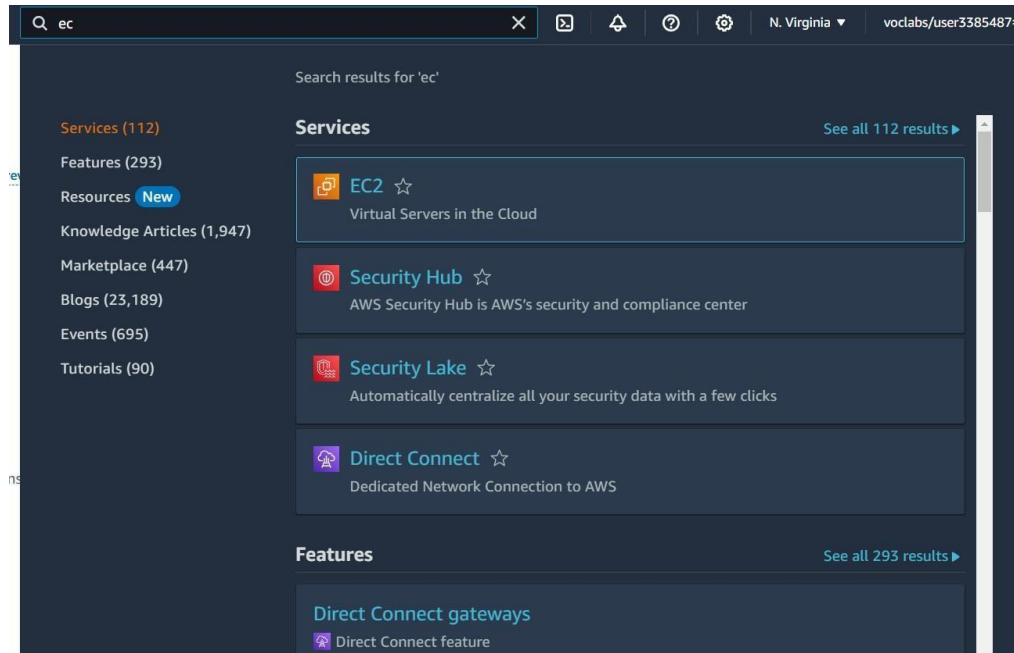 ec
N. Virginia
voclabs/user3385487
Search results for 'ec'
Services (112)
Features (293)
Resources New
Knowledge Articles (1,947)
Marketplace (447)
Blogs (23,189)
Events (695)
Tutorials (90)
Services
See all 112 results
EC2
Virtual Servers in the Cloud
Security Hub
AWS Security Hub is AWS's security and compliance center
Security Lake
Automatically centralize all your security data with a few clicks
Direct Connect
Dedicated Network Connection to AWS
Features
See all 293 results
Direct Connect gateways
Direct Connect feature